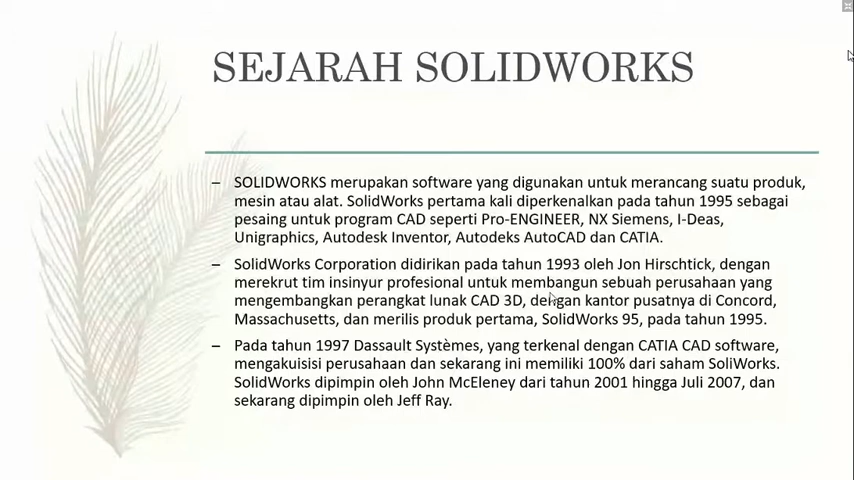 SEJARAH SOLIDWORKS
– SOLIDWORKS merupakan software yang digunakan untuk merancang suatu produk,
mesin atau alat. SolidWorks pertama kali diperkenalkan pada tahun 1995 sebagai
pesaing untuk program CAD seperti Pro-ENGINEER, NX Siemens, I-Deas,
Unigraphics, Autodesk Inventor, Autodeks AutoCAD dan CATIA.
– SolidWorks Corporation didirikan pada tahun 1993 oleh Jon Hirschtick, dengan
merekrut tim insinyur profesional untuk membangun sebuah perusahaan yang
mengembangkan perangkat lunak CAD 3D, dengan kantor pusatnya di Concord,
Massachusetts, dan merilis produk pertama, SolidWorks 95, pada tahun 1995.
– Pada tahun 1997 Dassault Systèmes, yang terkenal dengan CATIA CAD software,
mengakuisisi perusahaan dan sekarang ini memiliki 100% dari saham SoliWorks.
SolidWorks dipimpin oleh John McEleney dari tahun 2001 hingga Juli 2007, dan
sekarang dipimpin oleh Jeff Ray.